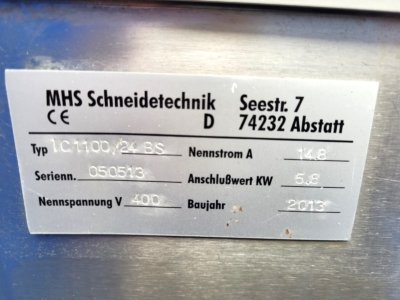 MHS Schneidetechnik Seestr. 7
CE D 74232 Abstatt
Typ IC1100/24 BS Nennstrom A 14.8
Serienn. 050513 Anschlußwert KW 6.8
Nennspannung V 400 Baujahr 2013